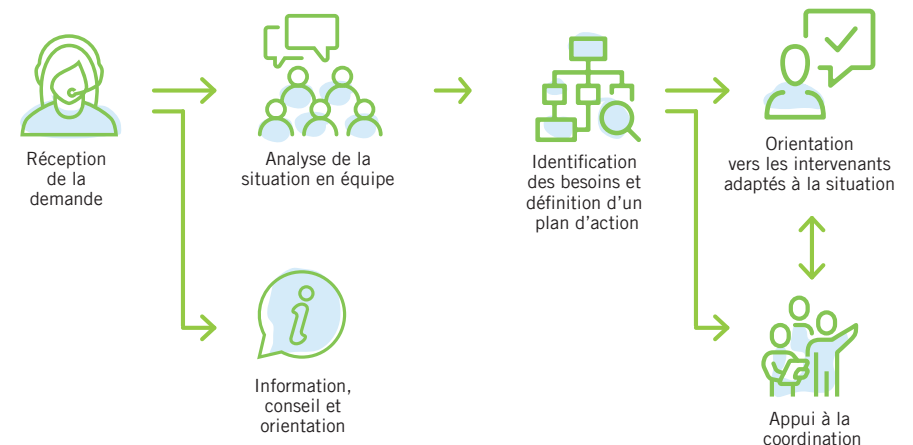 Réception
de la
demande
Analyse de la
situation en équipe
Identification
des besoins et
définition d'un
plan d'action
Orientation
vers les intervenants
adaptés à la situation
Information,
conseil et
orientation
Appui à la
coordination